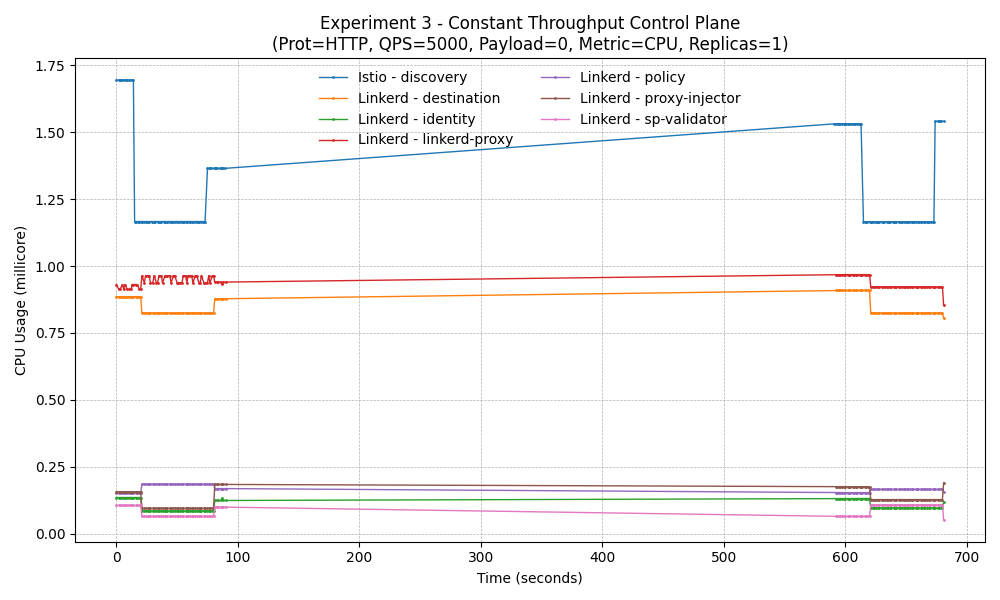 Experiment 3 - Constant Throughput Control Plane
(Prot=HTTP, QPS=5000, Payload=0, Metric=CPU, Replicas=1)
CPU Usage (millicore)
1.75
1.50
1.25
1.00
0.75
0.50
0.25
0.00
Istio - discovery
Linkerd - destination
Linkerd - identity
Linkerd - linkerd-proxy
Linkerd - policy
Linkerd - proxy-injector
Linkerd - sp-validator
0
100
200
300
400
500
600
700
Time (seconds)